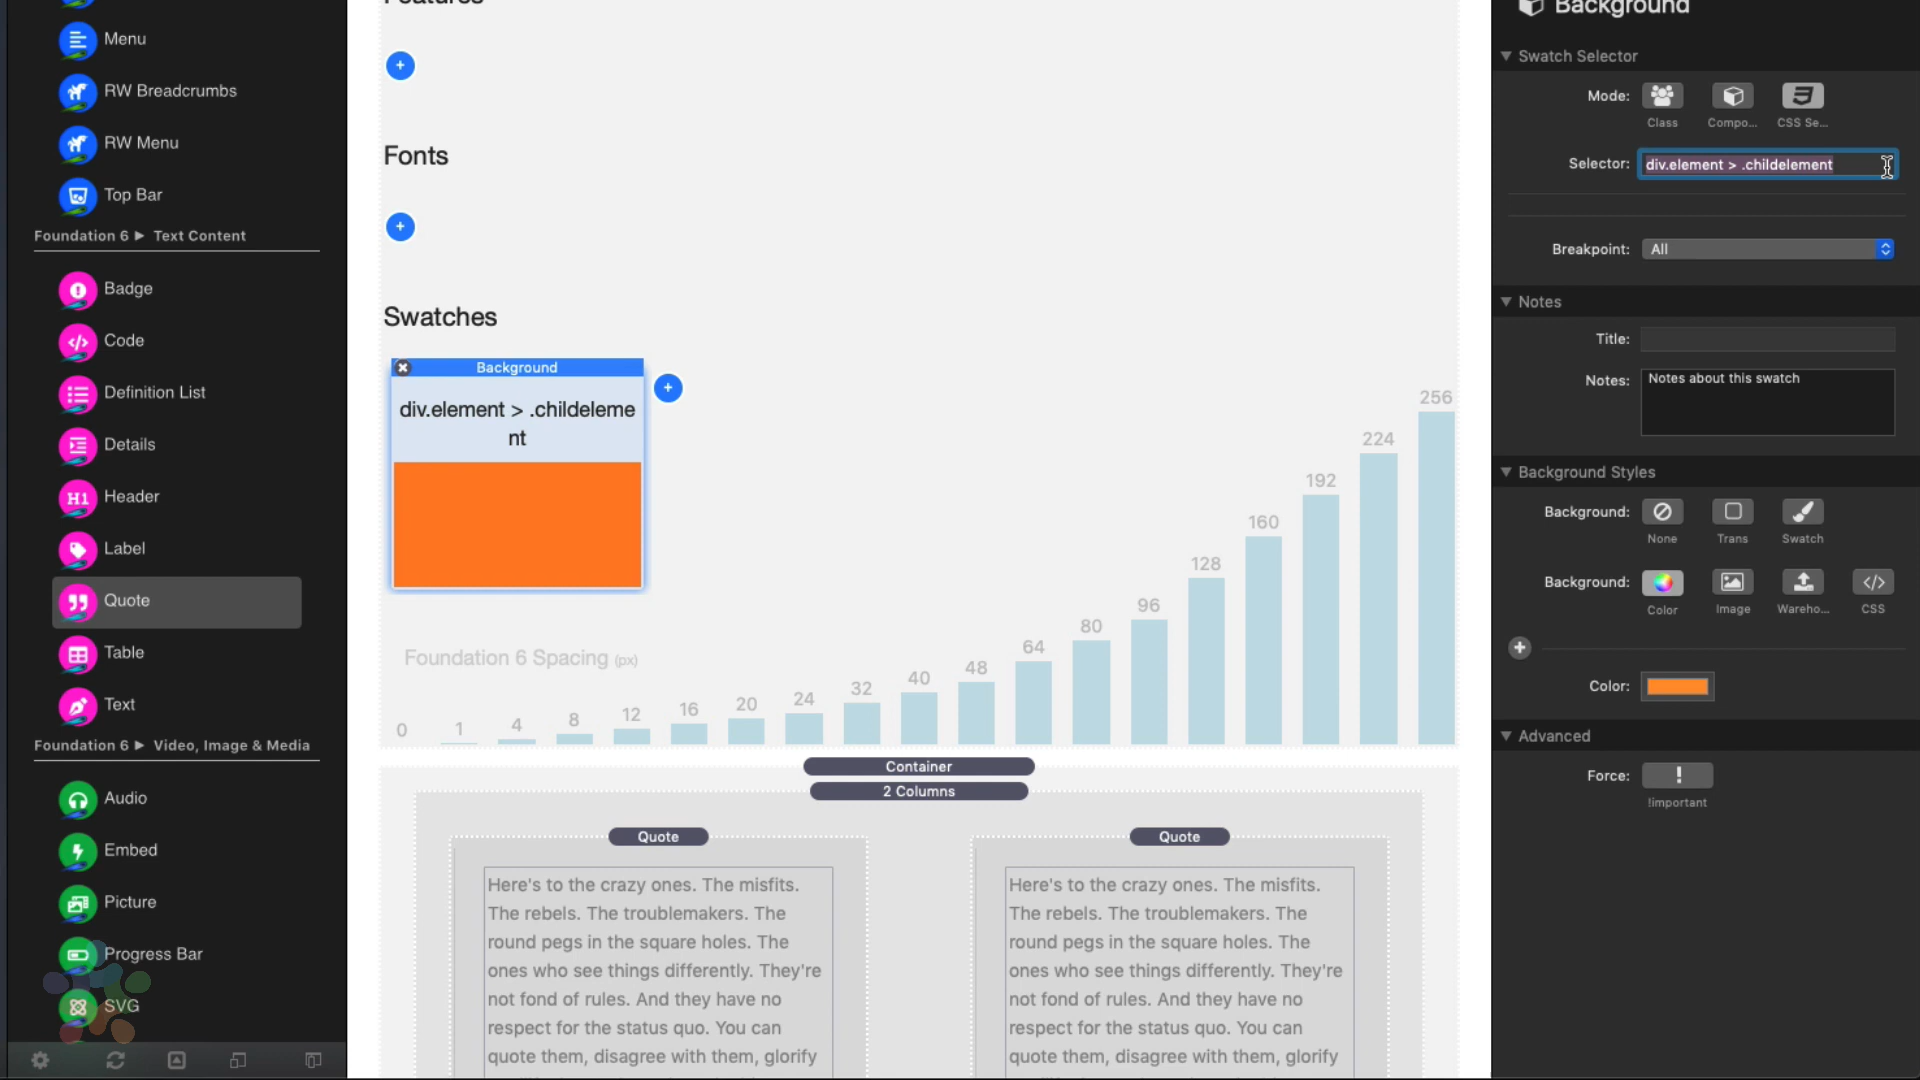 Menu
RW Breadcrumbs
RW Menu
Top Bar
Foundation 6 ▶ Text Content
Badge
Code
Definition List
Details
Header
Label
Quote
Table
Text
Foundation 6 ▶ Video, Image & Media
Audio
Embed
Picture
Progress Bar
SVG
Features
Fonts
Swatches
Background
div.element > .childeleme
nt
Foundation 6 Spacing (px)
0
1
4
8
12
16
20
24
32
40
48
64
80
96
128
160
192
224
256
Container
2 Columns
Quote
Here's to the crazy ones. The misfits.
The rebels. The troublemakers. The
round pegs in the square holes. The
ones who see things differently. They're
not fond of rules. And they have no
respect for the status quo. You can
quote them, disagree with them, glorify
Quote
Here's to the crazy ones. The misfits.
The rebels. The troublemakers. The
round pegs in the square holes. The
ones who see things differently. They're
not fond of rules. And they have no
respect for the status quo. You can
quote them, disagree with them, glorify
Background
Swatch Selector
Mode:
Class
Compo...
CSS Se...
Selector: div.element > .childelement
Breakpoint: All
Notes
Title:
Notes: Notes about this swatch
Background Styles
Background:
None
Trans
Swatch
Background:
Color
Image
Wareho...
CSS
Color:
Advanced
Force: !
!important